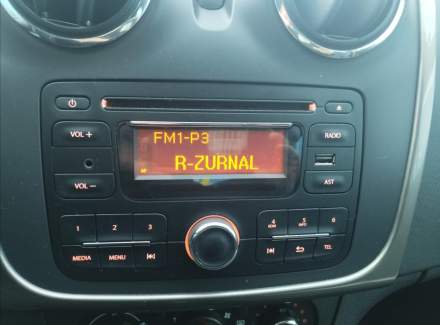 FM1-P3
R-ZURNAL
VOL +
VOL −
RADIO
AST
1 2 3
4 5 6
MEDIA MENU
TEL